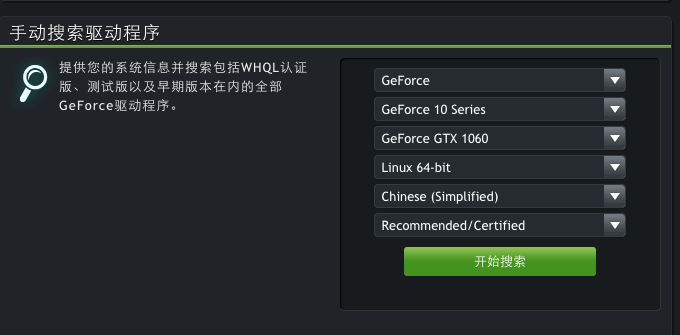 手动搜索驱动程序
提供您的系统信息并搜索包括WHQL认证
版、测试版以及早期版本在内的全部
GeForce驱动程序。
GeForce
GeForce 10 Series
GeForce GTX 1060
Linux 64-bit
Chinese (Simplified)
Recommended/Certified
开始搜索